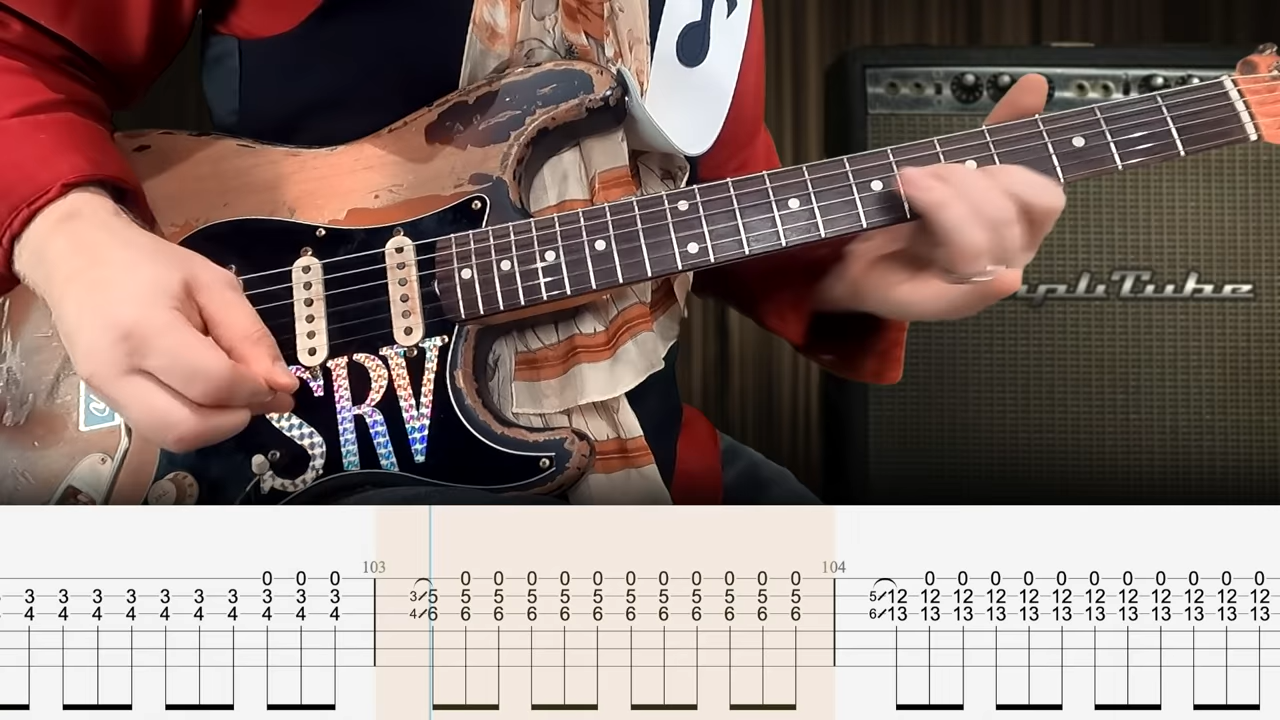 AmpliTube
SRV
103
104
0 0 0 0 0 0 0 0 0 0 0 0 0 0 0 0 0 0 0 0 0 0 0 0 0
3 3 3 3 3 3 3 3 3 3 3/5 5 5 5 5 5 5 5 5 5 5 5 5/12 12 12 12 12 12 12 12 12 12 12 12
4 4 4 4 4 4 4 4 4 4 4/6 6 6 6 6 6 6 6 6 6 6 6 6/13 13 13 13 13 13 13 13 13 13 13 13